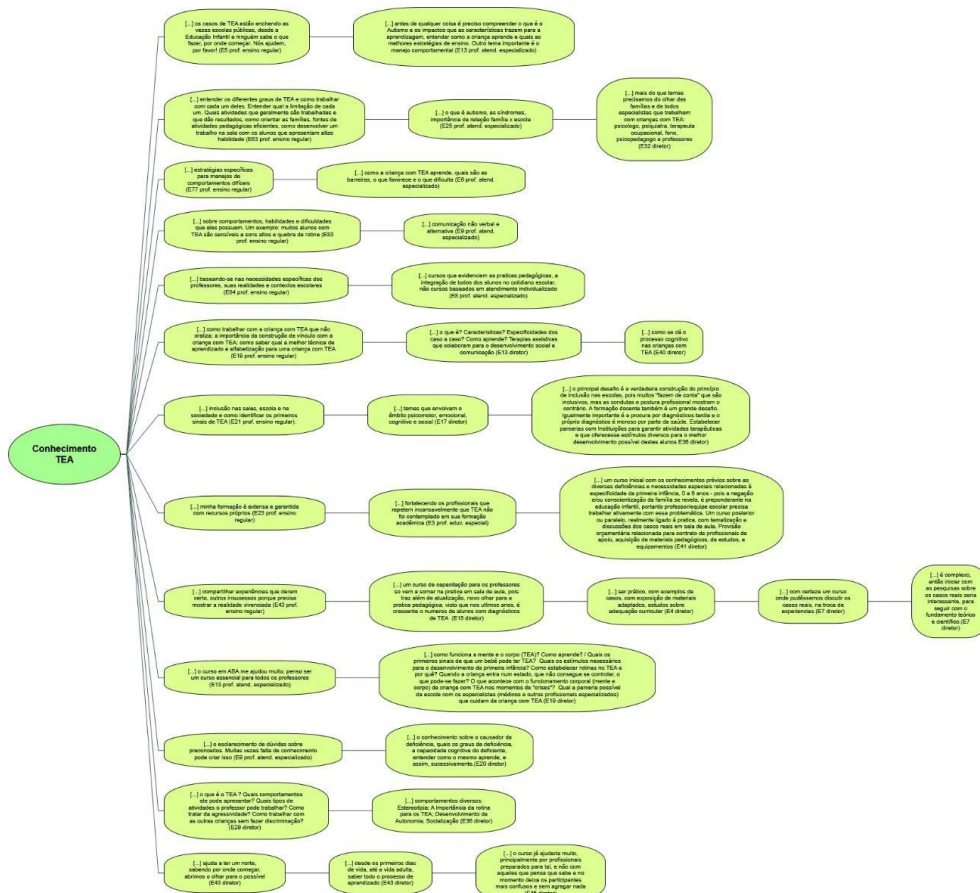 [...] os casos de TEA estão enchendo as
vezes escolas públicas, desde a
Educação Infantil e ninguém sabe o que
fazer, por onde começar. Nós ajudem,
por favor! (E5 prof. ensino regular)
[...] antes de qualquer coisa é preciso compreender o que é o
Autismo e os impactos que as características trazem para a
aprendizagem, entender como a criança aprende e quais as
melhores estratégias de ensino. Outro tema importante é o
manejo comportamental (E13 prof. atend. especializado)
[...] entender os diferentes graus de TEA e como trabalhar
com cada um deles. Entender qual a limitação de cada
um. Quais atividades que geralmente são trabalhadas e
que dão resultados, como orientar as famílias, fontes de
atividades pedagógicas eficientes, como desenvolver um
trabalho na sala com os alunos que apresentam altas
habilidade (E63 prof. ensino regular)
[...] o que é autismo, as síndromes,
importância da relação família x escola
(E25 prof. atend. especializado)
[...] mais do que temas
precisamos do olhar das
famílias e de todos
especialistas que trabalham
com crianças com TEA:
psicologo, psiquiatra, terapeuta
ocupacional, fono,
psicopedagogo e professores
(E32 diretor)
[...] estratégias específicas
para manejos de
comportamentos difíceis
(E77 prof. ensino regular)
[...] como a criança com TEA aprende, quais são as
barreiras, o que favorece e o que dificulta (E6 prof. atend.
especializado)
[...] sobre comportamentos, habilidades e dificuldades
que eles possuem. Um exemplo: muitos alunos com
TEA são sensíveis a sons altos e quebra de rotina (E83
prof. ensino regular)
[...] comunicação não verbal e
alternativa (E9 prof. atend.
especializado)
[...] baseando-se nas necessidades específicas dos
professores, suas realidades e contextos escolares
(E84 prof. ensino regular)
[...] cursos que evidenciem as praticas pedagógicas, a
integração de todos dos alunos no cotidiano escolar,
não cursos baseados em atendimento individualizado
(E8 prof. atend. especializado)
[...] como trabalhar com a criança com TEA que não
oraliza; a importância da construção de vínculo com a
criança com TEA; como saber qual a melhor técnica de
aprendizado e alfabetização para uma criança com TEA
(E19 prof. ensino regular)
[...] o que é? Características? Especificidades dos
caso a caso? Como aprende? Terapias assísticas
que colaboram para o desenvolvimento social e
comunicação (E13 diretor)
[...] como se dá o
processo cognitivo
nas crianças com
TEA (E40 diretor)
[...] inclusão nas salas, escola e na
sociedade e como identificar os primeiros
sinais de TEA (E21 prof. ensino regular).
[...] temas que envolvam o
âmbito psicomotor, emocional,
cognitivo e social (E17 diretor)
[...] o principal desafio é a verdadeira construção do princípio
de inclusão nas escolas, pois muitos "fazem de conta" que são
inclusivos, mas as condutas e postura profissional mostram o
contrário. A formação docente também é um grande desafio.
Igualmente importante é a procura por diagnósticos tardia e o
próprio diagnóstico é moroso por parte da saúde. Estabelecer
parcerias com Instituições para garantir atividades terapêuticas
e que oferecesse estímulos diversos para o melhor
desenvolvimento possível destes alunos E36 diretor)
Conhecimento
TEA
[...] minha formação é extensa e garantida
com recursos próprios (E23 prof. ensino
regular)
[...] fortalecendo os profissionais que
repetem incansavelmente que TEA não
foi contemplado em sua formação
acadêmica (E3 prof. educ. especial)
[...] um curso inicial com os conhecimentos prévios sobre as
diversas deficiências e necessidades especiais relacionadas à
especificidade da primeira infância, 0 a 6 anos - pois a negação
e/ou conscientização da família se revela, é preponderante na
educação infantil, portanto professor/equipe escolar precisa
trabalhar ativamente com essa problemática. Um curso posterior
ou paralelo, realmente ligado à pratica, com tematização e
discussões dos casos reais em sala de aula. Provisão
orçamentária relacionada para contrato de profissionais de
apoio, aquisição de materiais pedagógicos, de estudos, e
equipamentos (E41 diretor)
[...] compartilhar experiências que deram
certo, outros insucessos porque precisa
mostrar a realidade vivenciada (E43 prof.
ensino regular)
[...] um curso de capacitação para os professores
so vem a somar na pratica em sala de aula, pois
traz além de atualização, novo olhar para a
pratica pedagógica, visto que nos ultimos anos, é
crescente o numeros de alunos com diagnósticos
de TEA (E15 diretor)
[...] ser prático, com exemplos de
casos, com exposição de materiais
adaptados, estudos sobre
adequação curricular (E4 diretor)
[...] com certeza um curso
onde pudéssemos discutir os
casos reais, na troca de
experiencias.(E7 diretor)
[...] é complexo,
então iniciar com
as pesquisas sobre
os casos reais seria
interessante, para
seguir com o
fundamento teórico
e científico.(E7
diretor)
[...] o curso em ABA me ajudou muito, penso ser
um curso essencial para todos os professores
(E13 prof. atend. especializado)
[...] como funciona a mente e o corpo (TEA)? Como aprende? / Quais os
primeiros sinais de que um bebê pode ter TEA? Quais os estímulos necessários
para o desenvolvimento da primeira infância? Como estabelecer rotinas no TEA e
por quê? Quando a criança entra num estado, que não consegue se controlar, o
que pode-se fazer? O que acontece com o funcionamento corporal (mente e
corpo) da criança com TEA nos momentos de "crises"? Qual a parceria possível
da escola com os especialistas (médicos e outras profissionais especializados)
que cuidam da criança com TEA (E19 diretor)
[...] o esclarecimento de dúvidas sobre
preconceitos. Muitas vezes falta de conhecimento
pode criar isso (E9 prof. atend. especializado)
[...] o conhecimento sobre o causador da
deficiência, quais os graus da deficiência,
a capacidade cognitiva do deficiente,
entender como o mesmo aprende, e
assim, sucessivamente.(E20 diretor)
[...] o que é o TEA ? Quais comportamentos
ele pode apresentar? Quais tipos de
atividades o professor pode trabalhar? Como
tratar da agressividade? Como trabalhar com
as outras crianças sem fazer discriminação?
(E29 diretor)
[...] comportamentos diversos;
Estereotipia; A Importância da rotina
para os TEA; Desenvolvimento da
Autonomia; Socialização (E36 diretor)
[...] ajuda a ter um norte,
sabendo por onde começar,
abrimos o olhar para o possível
(E43 diretor)
[...] desde os primeiros dias
de vida, até a vida adulta,
saber todo o processo de
aprendizado (E43 diretor)
[...] o curso já ajudaria muito,
principalmente por profissionais
preparados para tal, e não com
aqueles que pensa que sabe e no
momento deixa os participantes
mais confusos e sem agregar nada